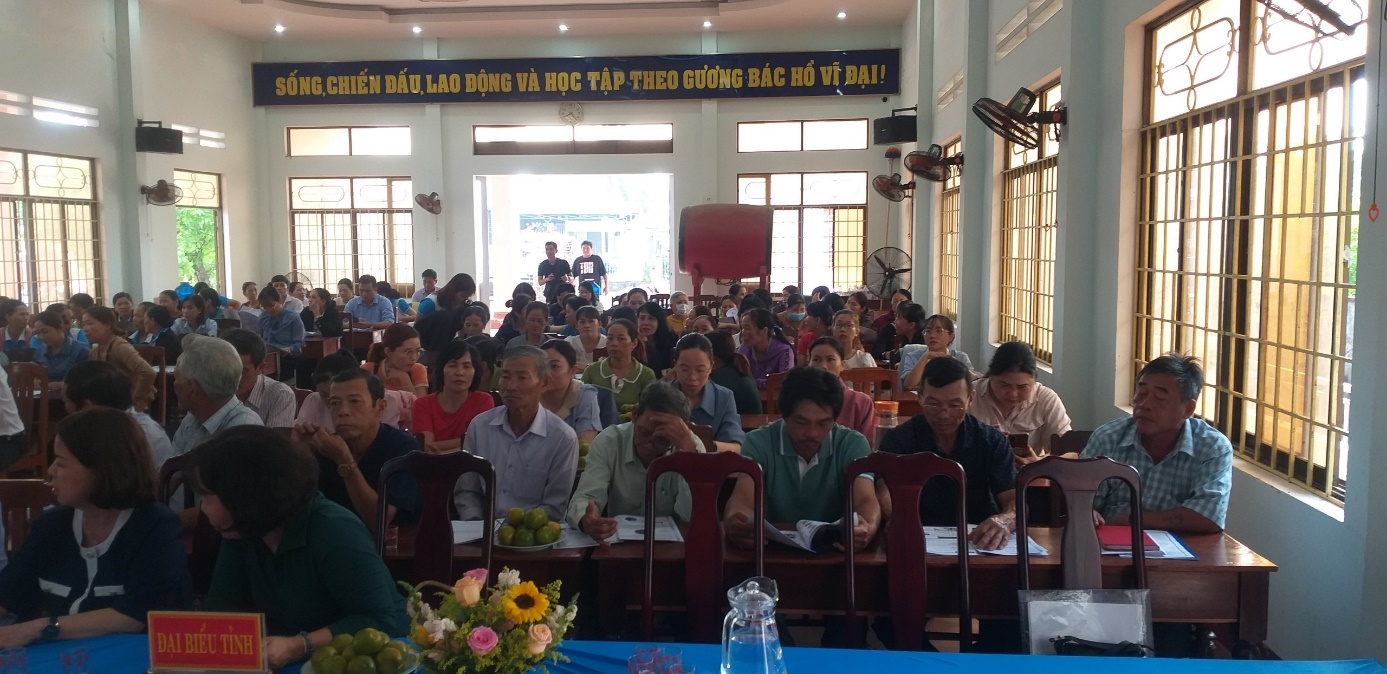 SỐNG, CHIẾN ĐẤU, LAO ĐỘNG VÀ HỌC TẬP THEO GƯƠNG BÁC HỒ VĨ ĐẠI!
ĐẠI BIỂU TỈNH